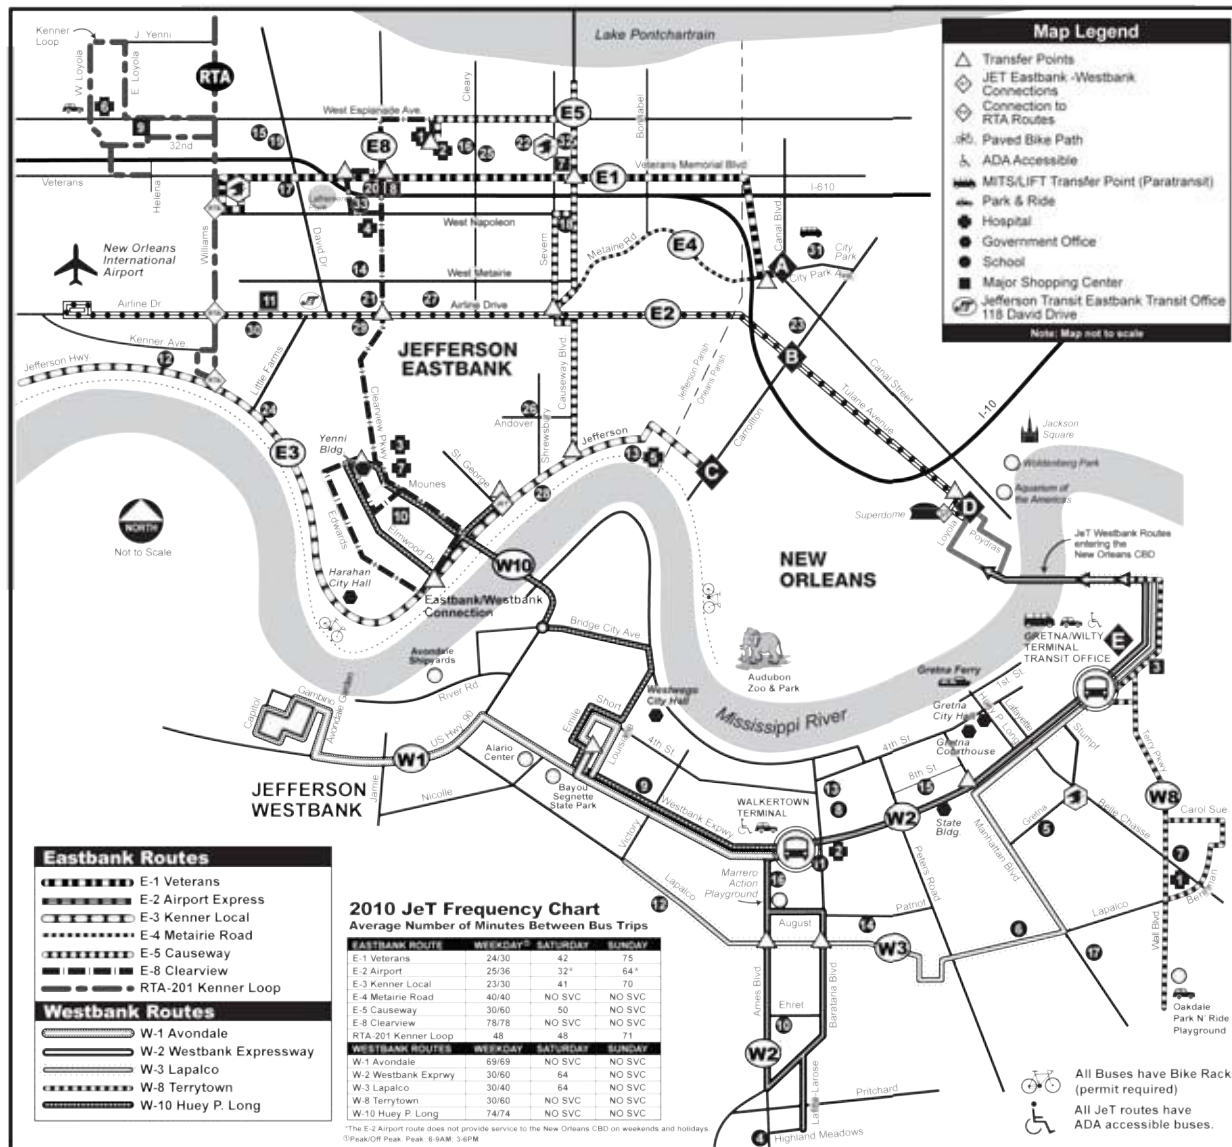 Kenner
Loop
J. Yenni
W. Loyola
E. Loyola
RTA
32nd
Veterans
Helena
Williams
New Orleans
International
Airport
Airline Dr
Kenner Ave.
Jefferson Hwy.
Little Farms
David Dr
West Esplanade Ave.
Cleary
Lake Pontchartrain
Bonnabel
Veterans Memorial Blvd
I-610
E8
E5
E1
West Napoleon
Severn
Metairie Rd
E4
West Metairie
Airline Drive
E2
Canal Blvd.
City
Park
City Park Ave
A
B
C
D
E
JEFFERSON
EASTBANK
Causeway Blvd
Clearview Pkwy
Jefferson Parish
Orleans Parish
Carrollton
Tulane Avenue
Canal Street
I-10
Andover
Shrewsbury
Jefferson
St. George
Yenni
Bldg.
Mounes
Elmwood Pk
Edwards
Harahan
City Hall
E3
NORTH
Not to Scale
Eastbank/Westbank
Connection
W10
Jackson
Square
Woldenberg Park
Aquarium of
the Americas
Superdome
Loyola
Poydras
JeT Westbank Routes
entering the
New Orleans CBD
NEW
ORLEANS
Audubon
Zoo & Park
Mississippi River
GRETNA/WILTY
TERMINAL
TRANSIT OFFICE
Gretna Ferry
Gretna
City Hall
Gretna
Courthouse
1st St.
Lafayette
Huey P. Long
Stumpf
4th St.
8th St
State
Bldg.
Terry Pkwy
W8
Carol Sue
Belle Chasse
Gretna
Manhattan Blvd
Peters Road
Lapalco
Wall Blvd.
Oakdale
Park N' Ride
Playground
Bridge City Ave
Avondale
Shipyards
River Rd
Westwego
City Hall
Short
Emile
Louisiana
4th St.
Capitol
Gambino
Avondale Garden
US Hwy. 90
W1
Jamie
Nicolle
Alario
Center
Bayou
Segnette
State Park
Westbank Expwy
Victory
JEFFERSON
WESTBANK
WALKERTOWN
TERMINAL
W2
Marrero
Action
Playground
Patriot
August
W3
Lapalco
Ames Blvd
Barataria Blvd
Ehret
W2
Pritchard
Highland Meadows
Map Legend
Transfer Points
JET Eastbank -Westbank
Connections
Connection to
RTA Routes
Paved Bike Path
ADA Accessible
MITS/LIFT Transfer Point (Paratransit)
Park & Ride
Hospital
Government Office
School
Major Shopping Center
Jefferson Transit Eastbank Transit Office
118 David Drive
Note: Map not to scale
Eastbank Routes
E-1 Veterans
E-2 Airport Express
E-3 Kenner Local
E-4 Metairie Road
E-5 Causeway
E-8 Clearview
RTA-201 Kenner Loop
Westbank Routes
W-1 Avondale
W-2 Westbank Expressway
W-3 Lapalco
W-8 Terrytown
W-10 Huey P. Long
2010 JeT Frequency Chart
Average Number of Minutes Between Bus Trips
EASTBANK ROUTE WEEKDAY① SATURDAY SUNDAY
E-1 Veterans 24/30 42 75
E-2 Airport 25/36 32* 64*
E-3 Kenner Local 23/30 41 70
E-4 Metairie Road 40/40 NO SVC NO SVC
E-5 Causeway 30/60 50 NO SVC
E-8 Clearview 78/78 NO SVC NO SVC
RTA-201 Kenner Loop 48 48 71
WESTBANK ROUTES WEEKDAY SATURDAY SUNDAY
W-1 Avondale 69/69 NO SVC NO SVC
W-2 Westbank Exprwy 30/60 64 NO SVC
W-3 Lapalco 30/40 64 NO SVC
W-8 Terrytown 30/60 NO SVC NO SVC
W-10 Huey P. Long 74/74 NO SVC NO SVC
*The E-2 Airport route does not provide service to the New Orleans CBD on weekends and holidays
①Peak/Off Peak. Peak: 6-9AM; 3-6PM
All Buses have Bike Rack
(permit required)
All JeT routes have
ADA accessible buses.